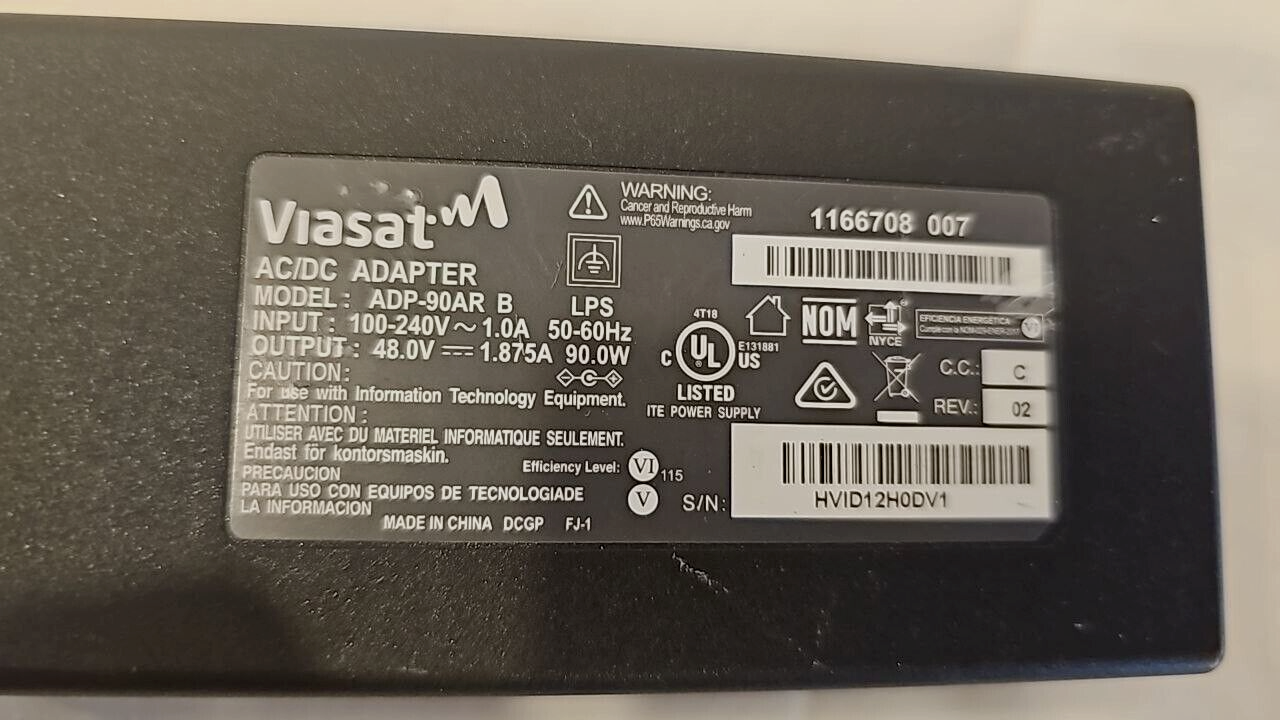 Viasat
AC/DC ADAPTER
MODEL : ADP-90AR B
INPUT : 100-240V ~ 1.0A 50-60Hz
OUTPUT : 48.0V ⎓ 1.875A 90.0W
CAUTION :
For use with Information Technology Equipment.
ATTENTION :
UTILISER AVEC DU MATERIEL INFORMATIQUE SEULEMENT.
Endast för kontorsmaskin.
PRECAUCION
PARA USO CON EQUIPOS DE TECNOLOGIADE
LA INFORMACION
MADE IN CHINA DCGP FJ-1
Efficiency Level: VI 115
V
LPS
WARNING:
Cancer and Reproductive Harm
www.P65Warnings.ca.gov
1166708 007
4T18
C UL US
E131881
LISTED
ITE POWER SUPPLY
NOM
NYCE
EFICIENCIA ENERGÉTICA
VI
C.C.: C
REV.: 02
S/N:
HVID12H0DV1